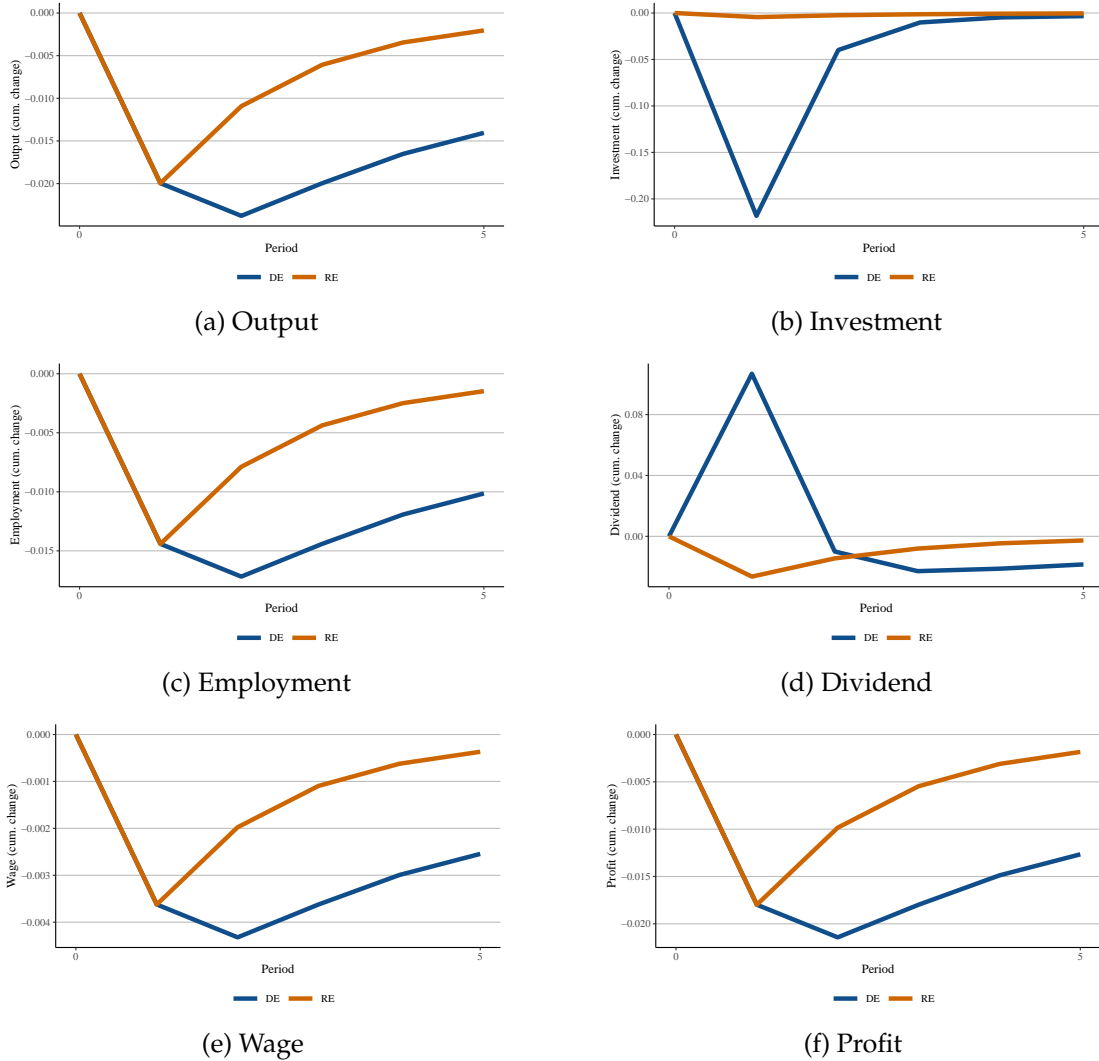 0.000
−0.005
−0.010
−0.015
−0.020
Output (cum. change)
0
5
Period
DE
RE
(a) Output
0.00
−0.05
−0.10
−0.15
−0.20
Investment (cum. change)
0
5
Period
DE
RE
(b) Investment
0.000
−0.005
−0.010
−0.015
Employment (cum. change)
0
5
Period
DE
RE
(c) Employment
0.08
0.04
0.00
Dividend (cum. change)
0
5
Period
DE
RE
(d) Dividend
0.000
−0.001
−0.002
−0.003
−0.004
Wage (cum. change)
0
5
Period
DE
RE
(e) Wage
0.000
−0.005
−0.010
−0.015
−0.020
Profit (cum. change)
0
5
Period
DE
RE
(f) Profit